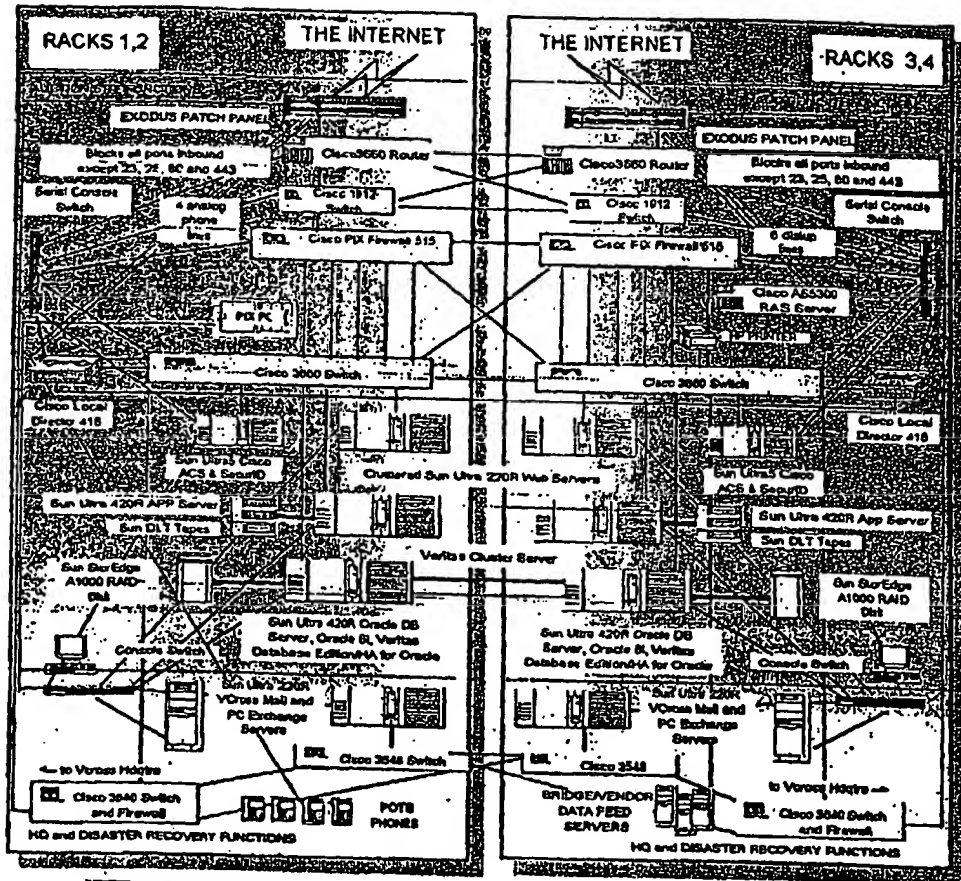 RACKS 1,2
THE INTERNET
EXODUS PATCH PANEL
Cisco3660 Router
Blocks all ports inbound
except 23, 25, 80 and 443
Serial Console
Switch
4 analog
phone
lines
Cisco 1912
Switch
Cisco PIX Firewall 515
PIX PC
Cisco Local
Director 416
Sun Ultra5 Cisco
ACS & SecurID
Clustered Sun Ultra 220R Web Servers
Sun Ultra 420R APP Server
Sun DLT Tapes
Veritas Cluster Server
Sun StorEdge
A1000 RAID
Disk
Sun Ultra 420R Oracle DB
Server, Oracle 8i, Veritas
Database Edition/HA for Oracle
Console Switch
Sun Ultra 220R
VCross Mail and
PC Exchange
Servers
Cisco 3548 Switch
to Vcross Hdqtrs
Switch
and Firewall
POTS
PHONES
HQ and DISASTER RECOVERY FUNCTIONS
THE INTERNET
RACKS 3,4
EXODUS PATCH PANEL
Cisco3660 Router
Blocks all ports inbound
except 23, 25, 80 and 443
Serial Console
Switch
Cisco 1912
Switch
6 dialup
lines
Cisco PIX Firewall
Cisco AS5300
RAS Server
HP PRINTER
Switch
Cisco Local
Director 416
Sun Ultra5 Cisco
ACS & SecurID
Sun Ultra 420R App Server
Sun DLT Tapes
Sun StorEdge
A1000 RAID
Disk
Sun Ultra 420R Oracle DB
Server, Oracle 8i, Veritas
Database Edition/HA for Oracle
Console Switch
Sun Ultra 220R
VCross Mail and
PC Exchange
Servers
Cisco 3548
BRIDGE/VENDOR
DATA FEED
SERVERS
to Vcross Hdqtrs
Switch
and Firewall
HQ and DISASTER RECOVERY FUNCTIONS